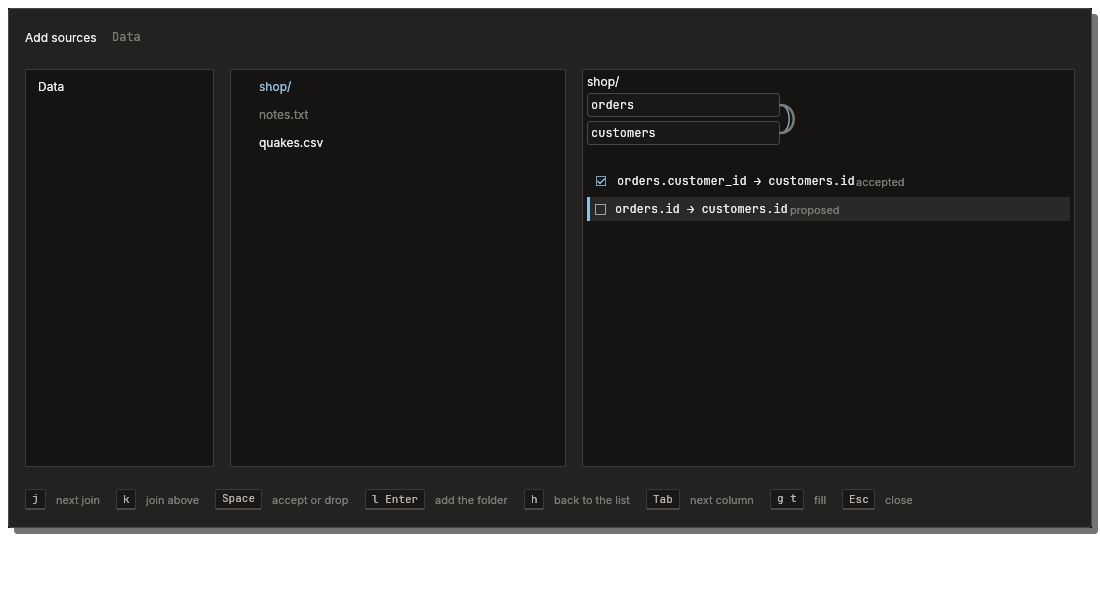 Add sources Data
Data
shop/
notes.txt
quakes.csv
shop/
orders
customers
orders.customer_id → customers.id accepted
orders.id → customers.id proposed
j next join k join above Space accept or drop l Enter add the folder h back to the list Tab next column g t fill Esc close